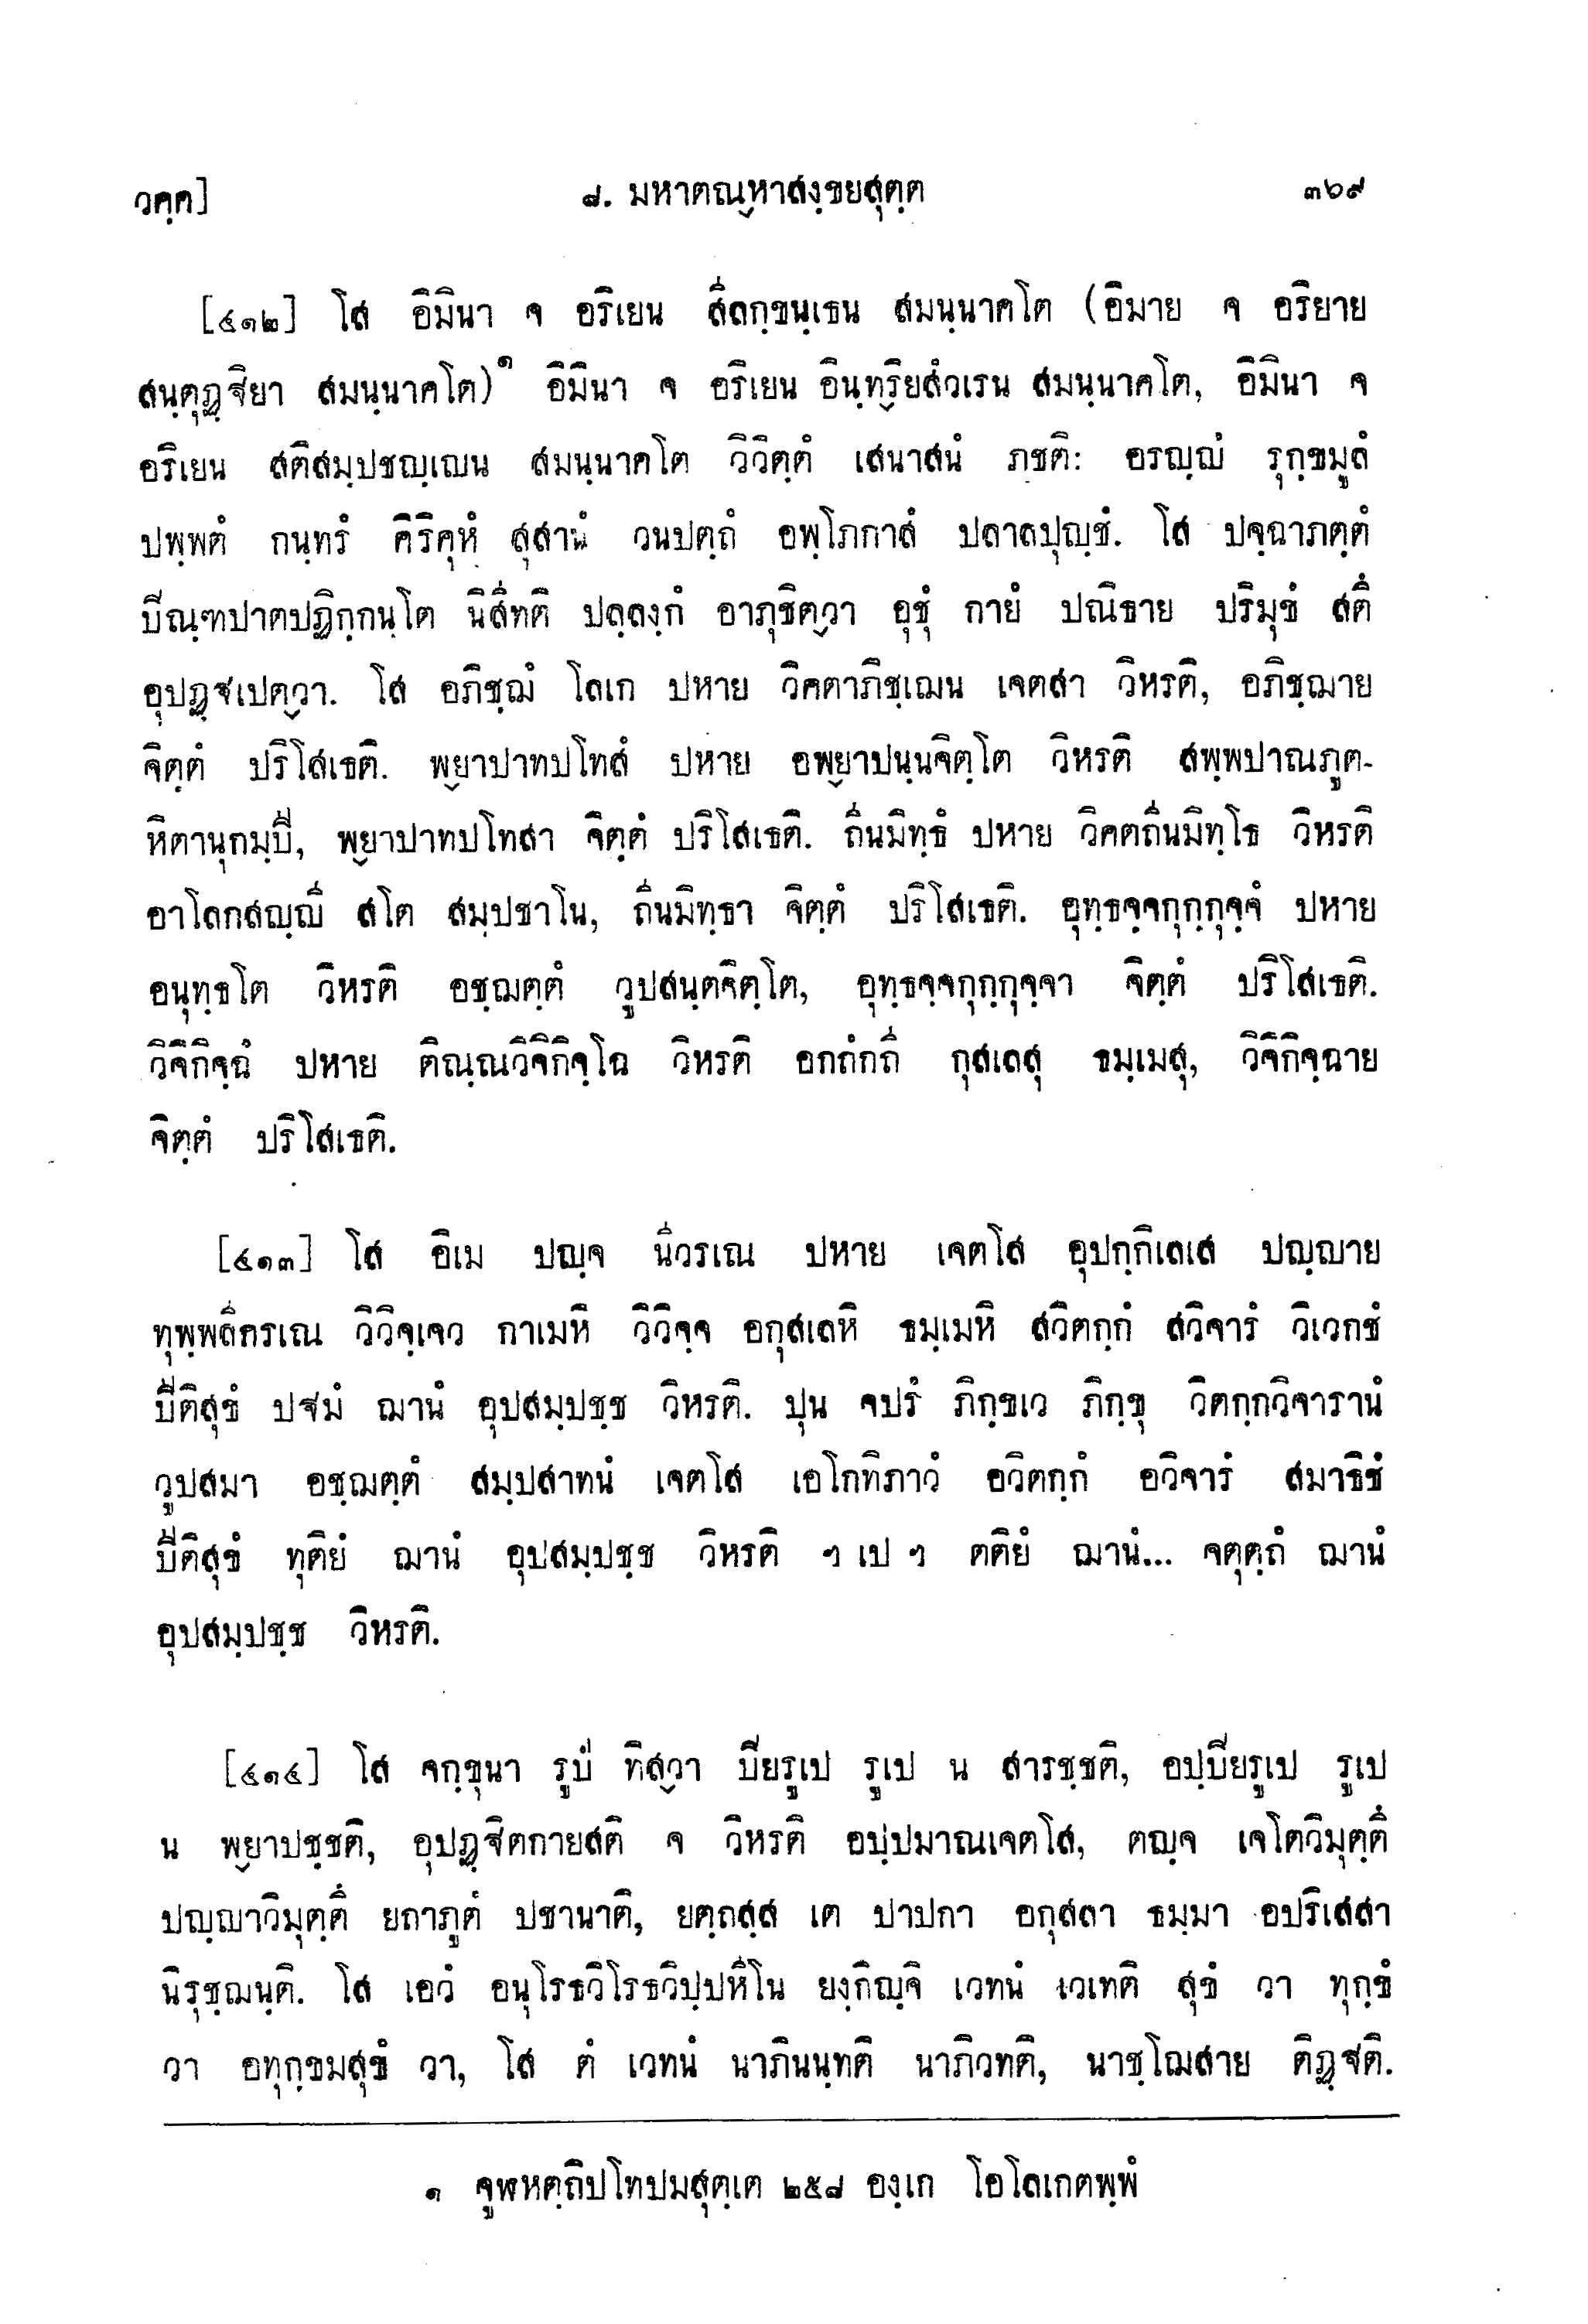 วคฺค]
๘. มหาตณฺหาสงฺขยสุตฺต
๓๖๙
[๔๑๒] โส อิมินา จ อริเยน สีลกฺขนฺเธน สมนฺนาคโต (อิมาย จ อริยาย
สนฺตุฏฺฐิยา สมนฺนาคโต)๑ อิมินา จ อริเยน อินฺทฺริยสํวเรน สมนฺนาคโต, อิมินา จ
อริเยน สติสมฺปชญฺเญน สมนฺนาคโต วิวิตฺตํ เสนาสนํ ภชติ: อรญฺญํ รุกฺขมูลํ
ปพฺพตํ กนฺทรํ คิริคุหํ สุสานํ วนปตฺถํ อพฺโภกาสํ ปลาลปุญฺชํ. โส ปจฺฉาภตฺตํ
ปิณฺฑปาตปฏิกฺกนฺโต นิสีทติ ปลฺลงฺกํ อาภุชิตฺวา อุชุํ กายํ ปณิธาย ปริมุขํ สตึ
อุปฏฺฐเปตฺวา. โส อภิชฺฌํ โลเก ปหาย วิคตาภิชฺเฌน เจตสา วิหรติ, อภิชฺฌาย
จิตฺตํ ปริโสเธติ. พฺยาปาทปโทสํ ปหาย อพฺยาปนฺนจิตฺโต วิหรติ สพฺพปาณภูต-
หิตานุกมฺปี, พฺยาปาทปโทสา จิตฺตํ ปริโสเธติ. ถีนมิทฺธํ ปหาย วิคตถีนมิทฺโธ วิหรติ
อาโลกสญฺญี สโต สมฺปชาโน, ถีนมิทฺธา จิตฺตํ ปริโสเธติ. อุทฺธจฺจกุกฺกุจฺจํ ปหาย
อนุทฺธโต วิหรติ อชฺฌตฺตํ วูปสนฺตจิตฺโต, อุทฺธจฺจกุกฺกุจฺจา จิตฺตํ ปริโสเธติ.
วิจิกิจฺฉํ ปหาย ติณฺณวิจิกิจฺโฉ วิหรติ อกถํกถี กุสเลสุ ธมฺเมสุ, วิจิกิจฺฉาย
จิตฺตํ ปริโสเธติ.
[๔๑๓] โส อิเม ปญฺจ นีวรเณ ปหาย เจตโส อุปกฺกิเลเส ปญฺญาย
ทุพฺพลีกรเณ วิวิจฺเจว กาเมหิ วิวิจฺจ อกุสเลหิ ธมฺเมหิ สวิตกฺกํ สวิจารํ วิเวกชํ
ปีติสุขํ ปฐมํ ฌานํ อุปสมฺปชฺช วิหรติ. ปุน จปรํ ภิกฺขเว ภิกฺขุ วิตกฺกวิจารานํ
วูปสมา อชฺฌตฺตํ สมฺปสาทนํ เจตโส เอโกทิภาวํ อวิตกฺกํ อวิจารํ สมาธิชํ
ปีติสุขํ ทุติยํ ฌานํ อุปสมฺปชฺช วิหรติ ฯ เป ฯ ตติยํ ฌานํ... จตุตฺถํ ฌานํ
อุปสมฺปชฺช วิหรติ.
[๔๑๔] โส จกฺขุนา รูปํ ทิสฺวา ปิยรูเป รูเป น สารชฺชติ, อปฺปิยรูเป รูเป
น พฺยาปชฺชติ, อุปฏฺฐิตกายสติ จ วิหรติ อปฺปมาณเจตโส, ตญฺจ เจโตวิมุตฺตึ
ปญฺญาวิมุตฺตึ ยถาภูตํ ปชานาติ, ยตฺถสฺส เต ปาปกา อกุสลา ธมฺมา อปริเสสา
นิรุชฺฌนฺติ. โส เอวํ อนุโรธวิโรธวิปฺปหีโน ยงฺกิญฺจิ เวทนํ เวเทติ สุขํ วา ทุกฺขํ
วา อทุกฺขมสุขํ วา, โส ตํ เวทนํ นาภินนฺทติ นาภิวทติ, นาชฺโฌสาย ติฏฺฐติ.
๑ จูฬหตฺถิปโทปมสุตฺเต ๒๕๘ องฺเก โอโลเกตพฺพํ